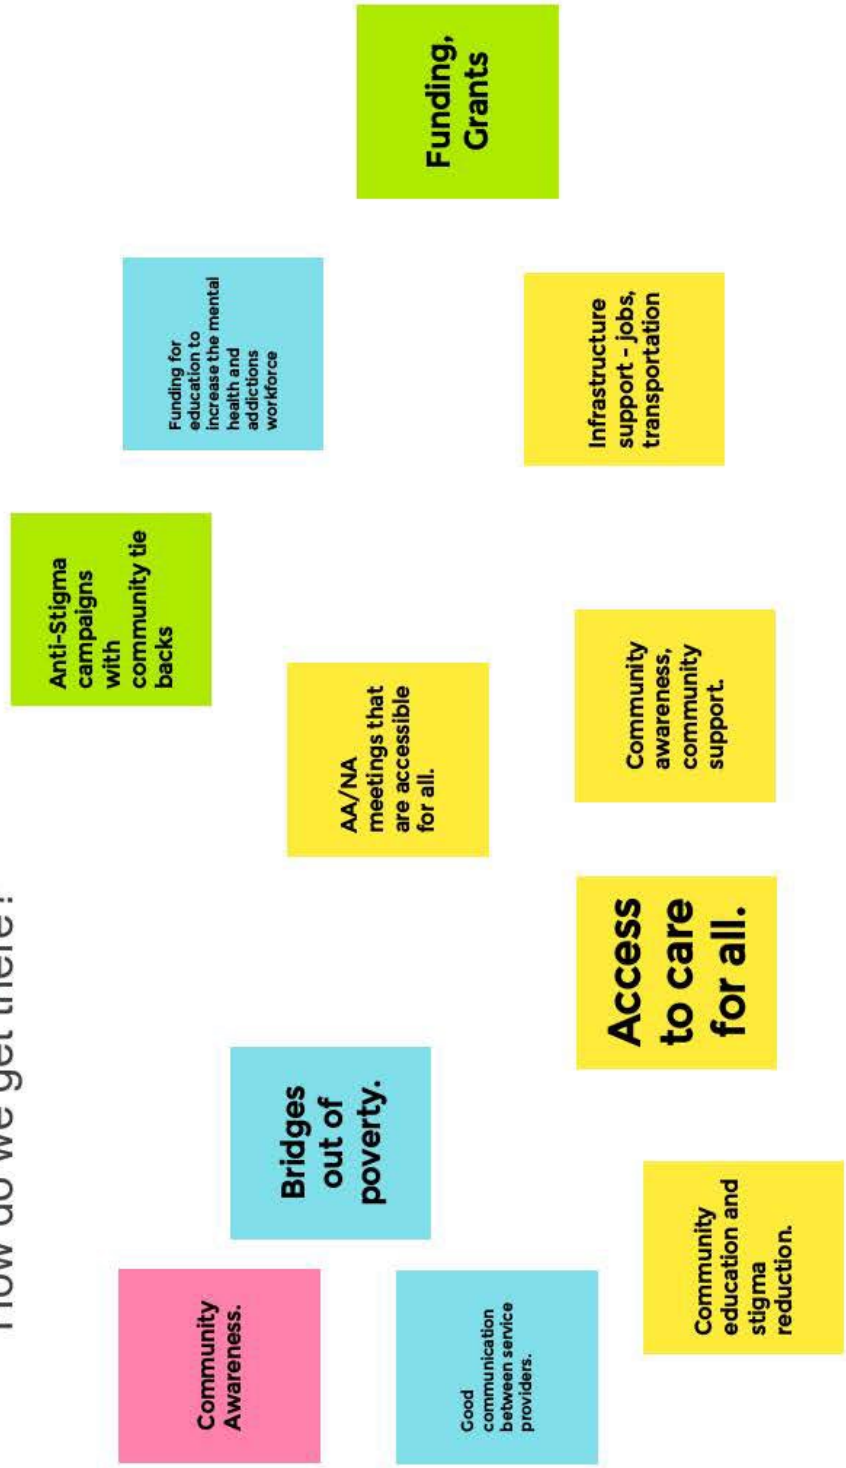 How do we get there?
Community
Awareness.
Bridges
out of
poverty.
Anti-Stigma
campaigns
with
community tie
backs
Funding for
education to
increase the mental
health and
addictions
workforce
Good
communication
between service
providers.
AA/NA
meetings that
are accessible
for all.
Funding,
Grants
Community
education and
stigma
reduction.
Access
to care
for all.
Community
awareness,
community
support.
Infrastructure
support - jobs,
transportation